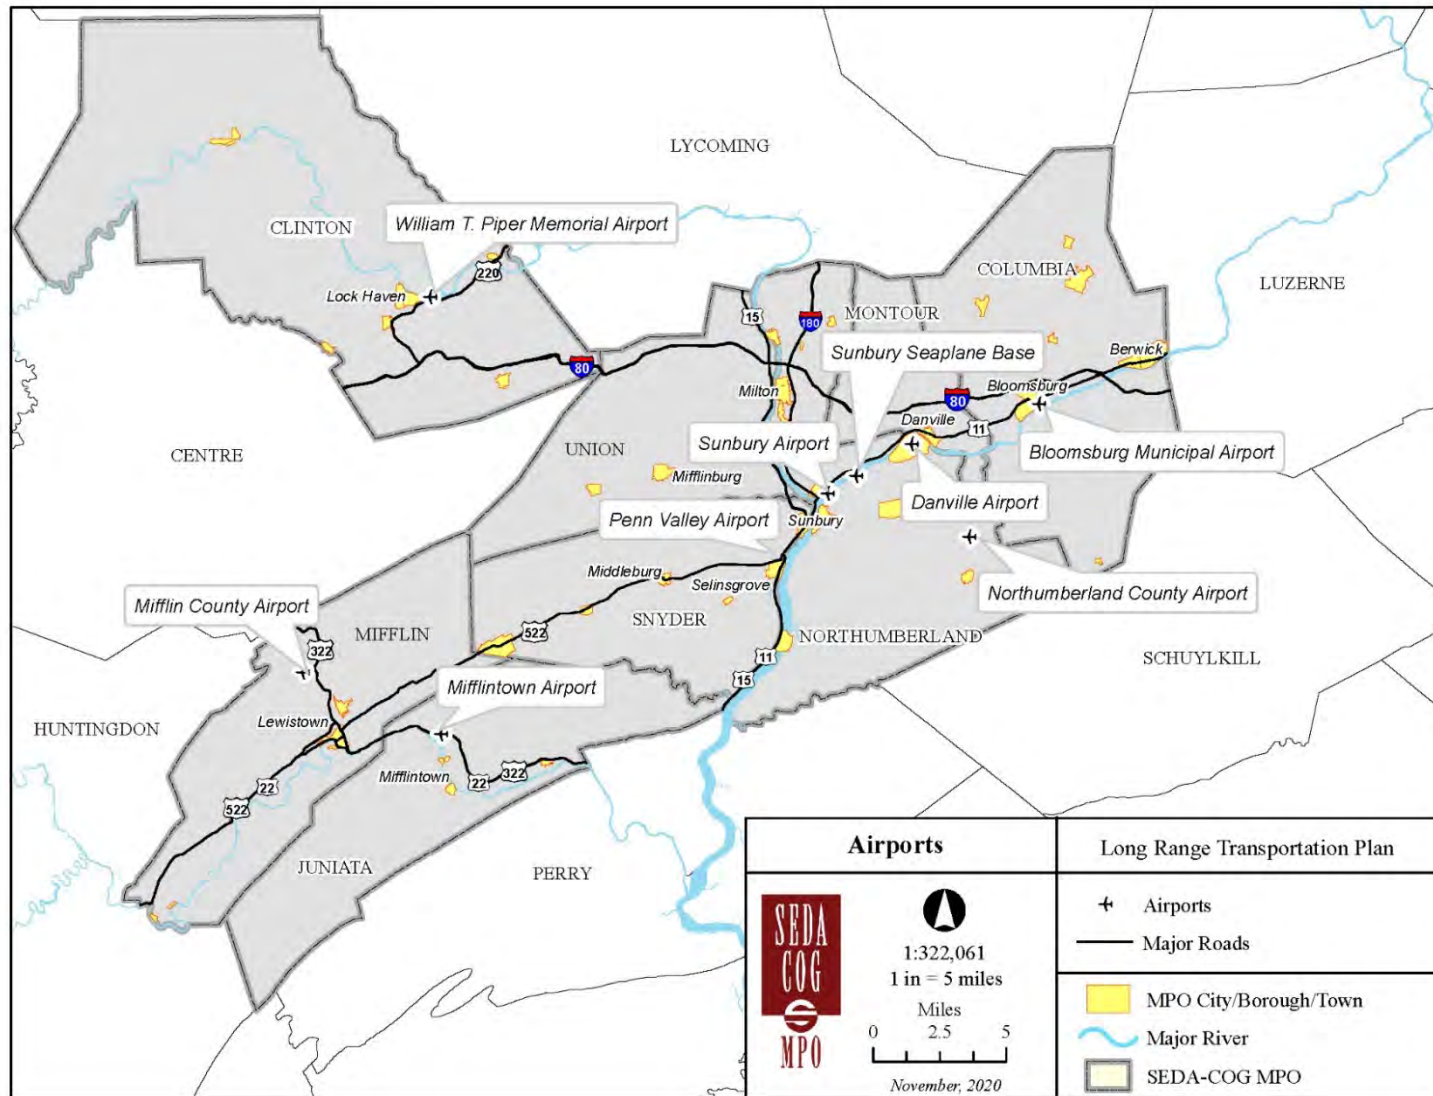 LYCOMING
CLINTON
William T. Piper Memorial Airport
220
Lock Haven
COLUMBIA
LUZERNE
15
180
MONTOUR
Sunbury Seaplane Base
80
Berwick
Milton
Bloomsburg
80
Danville
11
Sunbury Airport
UNION
CENTRE
Bloomsburg Municipal Airport
Mifflinburg
Danville Airport
Penn Valley Airport
Sunbury
Middleburg
Selinsgrove
Northumberland County Airport
Mifflin County Airport
SNYDER
MIFFLIN
522
NORTHUMBERLAND
322
11
SCHUYLKILL
15
Mifflintown Airport
Lewistown
HUNTINGDON
Mifflintown
22
322
22
522
JUNIATA
PERRY
Airports
Long Range Transportation Plan
SEDA
COG
MPO
1:322,061
1 in = 5 miles
Miles
0 2.5 5
November, 2020
Airports
Major Roads
MPO City/Borough/Town
Major River
SEDA-COG MPO